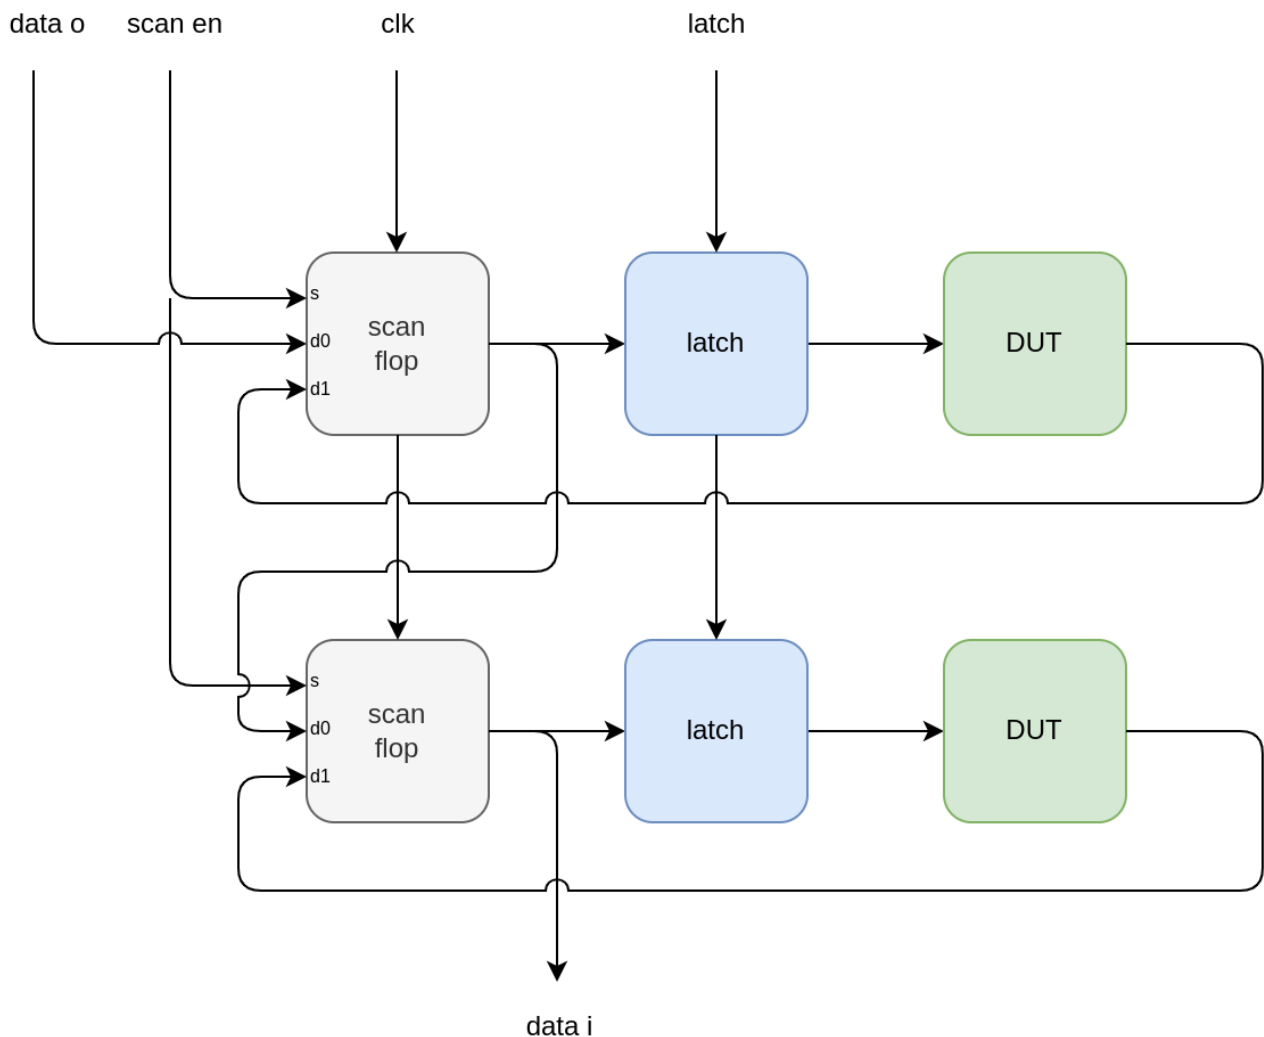 data o
scan en
clk
latch
s
d0
d1
scan
flop
latch
DUT
s
d0
d1
scan
flop
latch
DUT
data i